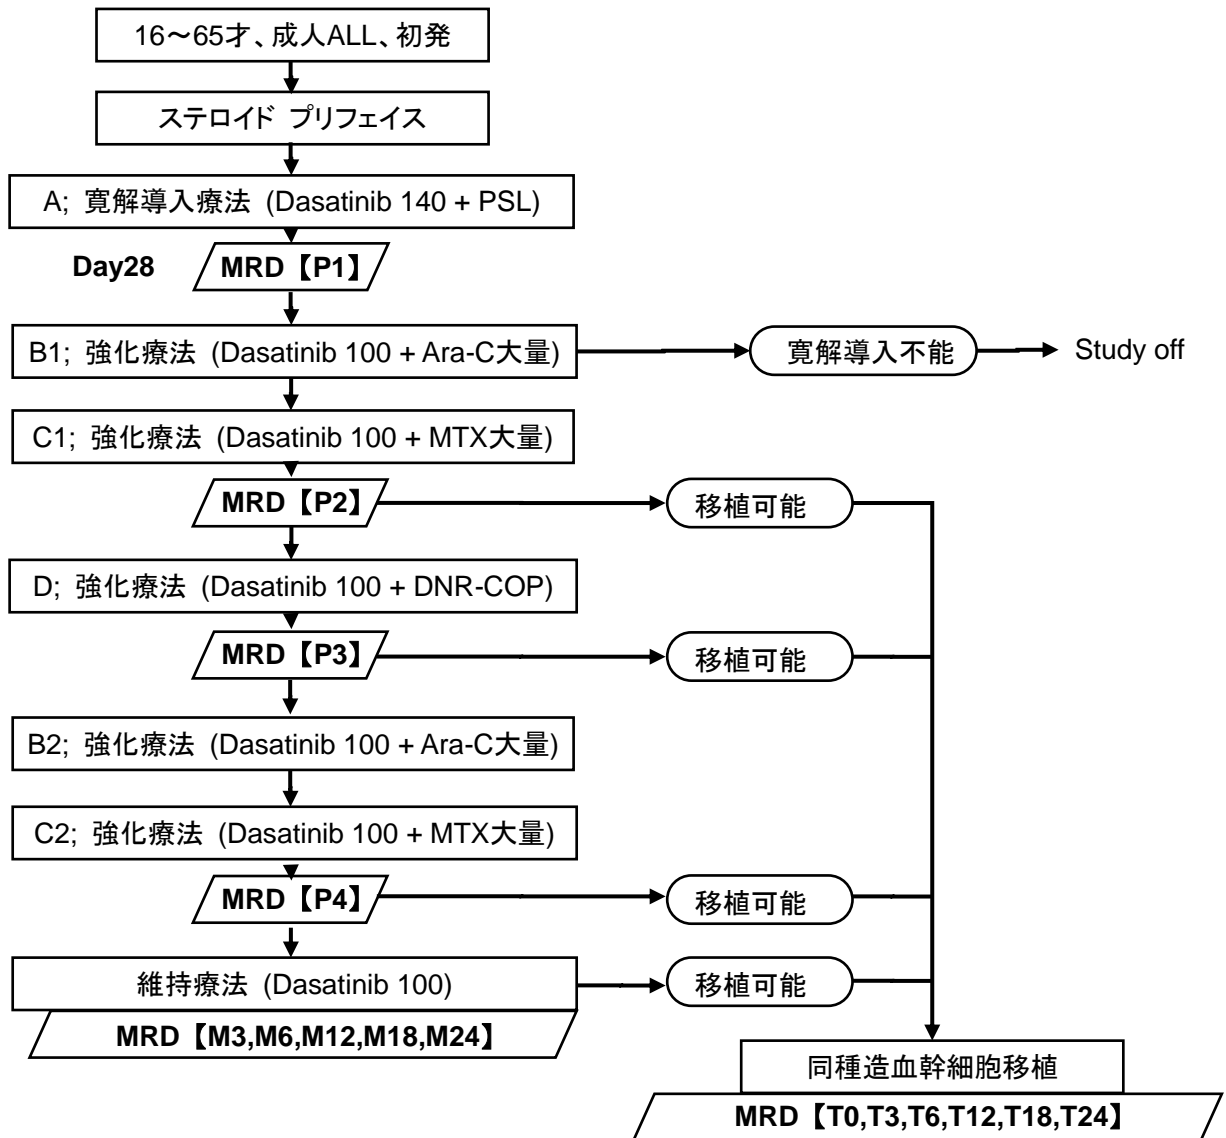 16～65才、成人ALL、初発
ステロイド プリフェイス
A; 寛解導入療法 (Dasatinib 140 + PSL)
Day28
MRD【P1】
B1; 強化療法 (Dasatinib 100 + Ara-C大量)
寛解導入不能
Study off
C1; 強化療法 (Dasatinib 100 + MTX大量)
MRD【P2】
移植可能
D; 強化療法 (Dasatinib 100 + DNR-COP)
MRD【P3】
移植可能
B2; 強化療法 (Dasatinib 100 + Ara-C大量)
C2; 強化療法 (Dasatinib 100 + MTX大量)
MRD【P4】
移植可能
維持療法 (Dasatinib 100)
移植可能
MRD【M3,M6,M12,M18,M24】
同種造血幹細胞移植
MRD【T0,T3,T6,T12,T18,T24】